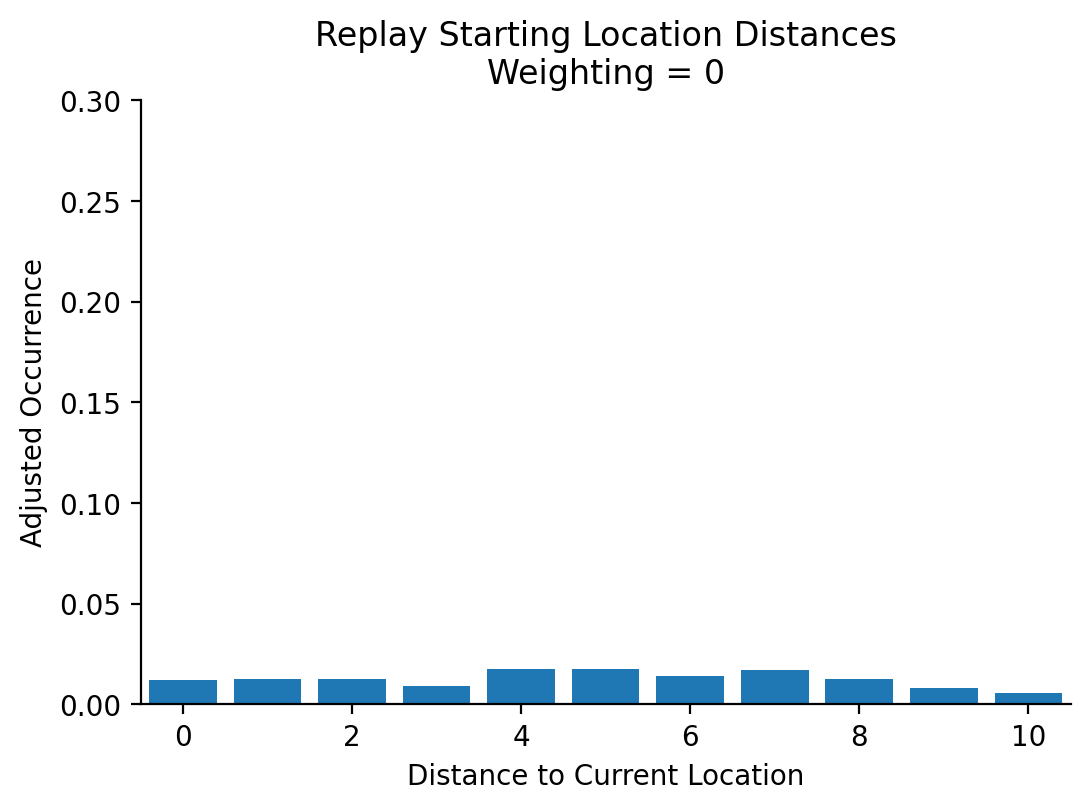 Replay Starting Location Distances
Weighting = 0
0.30
0.25
0.20
0.15
0.10
0.05
0.00
Adjusted Occurrence
0 2 4 6 8 10
Distance to Current Location